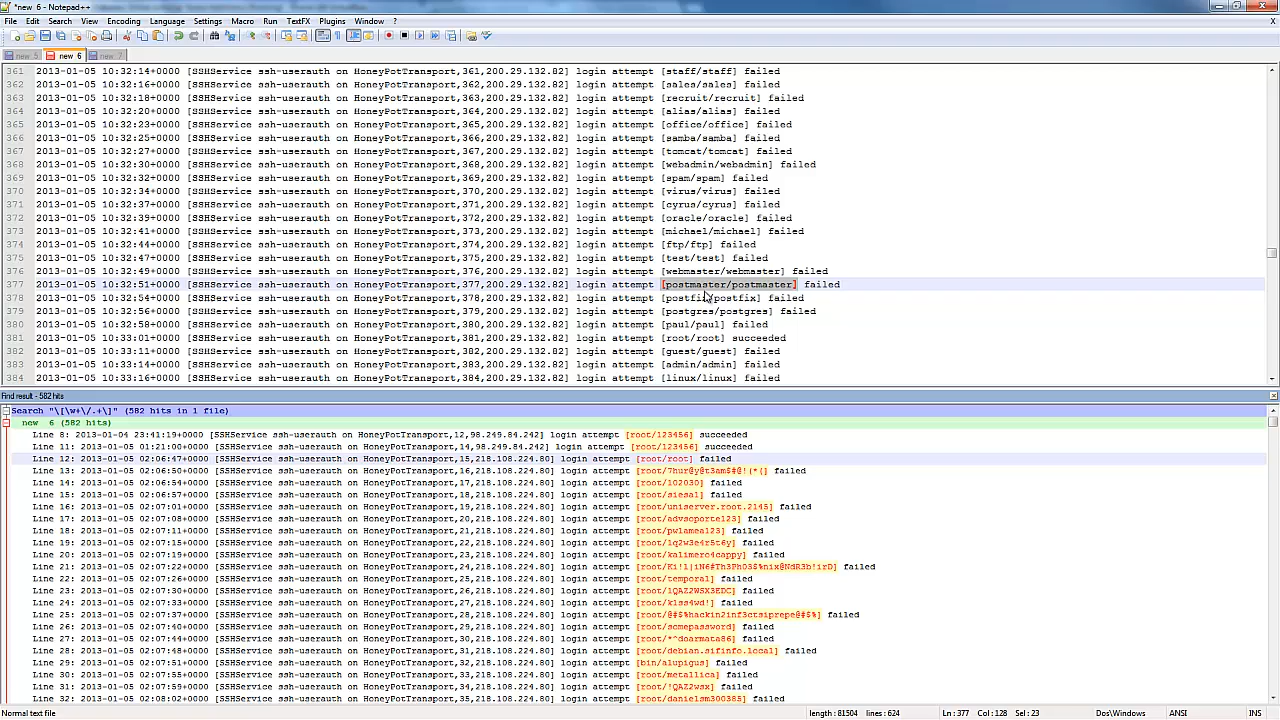 *new 6 - Notepad++
File Edit Search View Encoding Language Settings Macro Run TextFX Plugins Window ? X
new 5 new 6 new 7
361 2013-01-05 10:32:14+0000 [SSHService ssh-userauth on HoneyPotTransport,361,200.29.132.82] login attempt [staff/staff] failed
362 2013-01-05 10:32:16+0000 [SSHService ssh-userauth on HoneyPotTransport,362,200.29.132.82] login attempt [sales/sales] failed
363 2013-01-05 10:32:18+0000 [SSHService ssh-userauth on HoneyPotTransport,363,200.29.132.82] login attempt [recruit/recruit] failed
364 2013-01-05 10:32:20+0000 [SSHService ssh-userauth on HoneyPotTransport,364,200.29.132.82] login attempt [alias/alias] failed
365 2013-01-05 10:32:23+0000 [SSHService ssh-userauth on HoneyPotTransport,365,200.29.132.82] login attempt [office/office] failed
366 2013-01-05 10:32:25+0000 [SSHService ssh-userauth on HoneyPotTransport,366,200.29.132.82] login attempt [samba/samba] failed
367 2013-01-05 10:32:27+0000 [SSHService ssh-userauth on HoneyPotTransport,367,200.29.132.82] login attempt [tomcat/tomcat] failed
368 2013-01-05 10:32:30+0000 [SSHService ssh-userauth on HoneyPotTransport,368,200.29.132.82] login attempt [webadmin/webadmin] failed
369 2013-01-05 10:32:32+0000 [SSHService ssh-userauth on HoneyPotTransport,369,200.29.132.82] login attempt [spam/spam] failed
370 2013-01-05 10:32:34+0000 [SSHService ssh-userauth on HoneyPotTransport,370,200.29.132.82] login attempt [virus/virus] failed
371 2013-01-05 10:32:37+0000 [SSHService ssh-userauth on HoneyPotTransport,371,200.29.132.82] login attempt [cyrus/cyrus] failed
372 2013-01-05 10:32:39+0000 [SSHService ssh-userauth on HoneyPotTransport,372,200.29.132.82] login attempt [oracle/oracle] failed
373 2013-01-05 10:32:41+0000 [SSHService ssh-userauth on HoneyPotTransport,373,200.29.132.82] login attempt [michael/michael] failed
374 2013-01-05 10:32:44+0000 [SSHService ssh-userauth on HoneyPotTransport,374,200.29.132.82] login attempt [ftp/ftp] failed
375 2013-01-05 10:32:47+0000 [SSHService ssh-userauth on HoneyPotTransport,375,200.29.132.82] login attempt [test/test] failed
376 2013-01-05 10:32:49+0000 [SSHService ssh-userauth on HoneyPotTransport,376,200.29.132.82] login attempt [webmaster/webmaster] failed
377 2013-01-05 10:32:51+0000 [SSHService ssh-userauth on HoneyPotTransport,377,200.29.132.82] login attempt [postmaster/postmaster] failed
378 2013-01-05 10:32:54+0000 [SSHService ssh-userauth on HoneyPotTransport,378,200.29.132.82] login attempt [postfix/postfix] failed
379 2013-01-05 10:32:56+0000 [SSHService ssh-userauth on HoneyPotTransport,379,200.29.132.82] login attempt [postgres/postgres] failed
380 2013-01-05 10:32:58+0000 [SSHService ssh-userauth on HoneyPotTransport,380,200.29.132.82] login attempt [paul/paul] failed
381 2013-01-05 10:33:01+0000 [SSHService ssh-userauth on HoneyPotTransport,381,200.29.132.82] login attempt [root/root] succeeded
382 2013-01-05 10:33:11+0000 [SSHService ssh-userauth on HoneyPotTransport,382,200.29.132.82] login attempt [guest/guest] failed
383 2013-01-05 10:33:14+0000 [SSHService ssh-userauth on HoneyPotTransport,383,200.29.132.82] login attempt [admin/admin] failed
384 2013-01-05 10:33:16+0000 [SSHService ssh-userauth on HoneyPotTransport,384,200.29.132.82] login attempt [linux/linux] failed
Find result - 582 hits
Search "\[\w+\/.+\]" (582 hits in 1 file)
new 6 (582 hits)
Line 8: 2013-01-04 23:41:19+0000 [SSHService ssh-userauth on HoneyPotTransport,12,98.249.84.242] login attempt [root/123456] succeeded
Line 11: 2013-01-05 01:21:00+0000 [SSHService ssh-userauth on HoneyPotTransport,14,98.249.84.242] login attempt [root/123456] succeeded
Line 12: 2013-01-05 02:06:47+0000 [SSHService ssh-userauth on HoneyPotTransport,15,218.108.224.80] login attempt [root/root] failed
Line 13: 2013-01-05 02:06:50+0000 [SSHService ssh-userauth on HoneyPotTransport,16,218.108.224.80] login attempt [root/7hur@y@t3am$#@!(*(] failed
Line 14: 2013-01-05 02:06:54+0000 [SSHService ssh-userauth on HoneyPotTransport,17,218.108.224.80] login attempt [root/102030] failed
Line 15: 2013-01-05 02:06:57+0000 [SSHService ssh-userauth on HoneyPotTransport,18,218.108.224.80] login attempt [root/siesa1] failed
Line 16: 2013-01-05 02:07:01+0000 [SSHService ssh-userauth on HoneyPotTransport,19,218.108.224.80] login attempt [root/uniserver.root.2145] failed
Line 17: 2013-01-05 02:07:08+0000 [SSHService ssh-userauth on HoneyPotTransport,20,218.108.224.80] login attempt [root/advsoporte123] failed
Line 18: 2013-01-05 02:07:11+0000 [SSHService ssh-userauth on HoneyPotTransport,21,218.108.224.80] login attempt [root/pwlamea123] failed
Line 19: 2013-01-05 02:07:15+0000 [SSHService ssh-userauth on HoneyPotTransport,22,218.108.224.80] login attempt [root/1q2w3e4r5t6y] failed
Line 20: 2013-01-05 02:07:19+0000 [SSHService ssh-userauth on HoneyPotTransport,23,218.108.224.80] login attempt [root/kalimero4cappy] failed
Line 21: 2013-01-05 02:07:22+0000 [SSHService ssh-userauth on HoneyPotTransport,24,218.108.224.80] login attempt [root/Ki!l|iN6#Th3Ph03$%nix@NdR3b!irD] failed
Line 22: 2013-01-05 02:07:26+0000 [SSHService ssh-userauth on HoneyPotTransport,25,218.108.224.80] login attempt [root/temporal] failed
Line 23: 2013-01-05 02:07:30+0000 [SSHService ssh-userauth on HoneyPotTransport,26,218.108.224.80] login attempt [root/1QAZ2WSX3EDC] failed
Line 24: 2013-01-05 02:07:33+0000 [SSHService ssh-userauth on HoneyPotTransport,27,218.108.224.80] login attempt [root/k1ss4wd!] failed
Line 25: 2013-01-05 02:07:37+0000 [SSHService ssh-userauth on HoneyPotTransport,28,218.108.224.80] login attempt [root/@#$%hackin2inf3ctsiprepe@#$%] failed
Line 26: 2013-01-05 02:07:40+0000 [SSHService ssh-userauth on HoneyPotTransport,29,218.108.224.80] login attempt [root/acmepassword] failed
Line 27: 2013-01-05 02:07:44+0000 [SSHService ssh-userauth on HoneyPotTransport,30,218.108.224.80] login attempt [root/*^doarmata86] failed
Line 28: 2013-01-05 02:07:48+0000 [SSHService ssh-userauth on HoneyPotTransport,31,218.108.224.80] login attempt [root/debian.sifinfo.local] failed
Line 29: 2013-01-05 02:07:51+0000 [SSHService ssh-userauth on HoneyPotTransport,32,218.108.224.80] login attempt [bin/alupigus] failed
Line 30: 2013-01-05 02:07:55+0000 [SSHService ssh-userauth on HoneyPotTransport,33,218.108.224.80] login attempt [root/metallica] failed
Line 31: 2013-01-05 02:07:59+0000 [SSHService ssh-userauth on HoneyPotTransport,34,218.108.224.80] login attempt [root/!QAZ2wsx] failed
Line 32: 2013-01-05 02:08:02+0000 [SSHService ssh-userauth on HoneyPotTransport,35,218.108.224.80] login attempt [root/danielsm300385] failed
Normal text file length : 81504 lines : 624 Ln : 377 Col : 128 Sel : 23 Dos\Windows ANSI INS